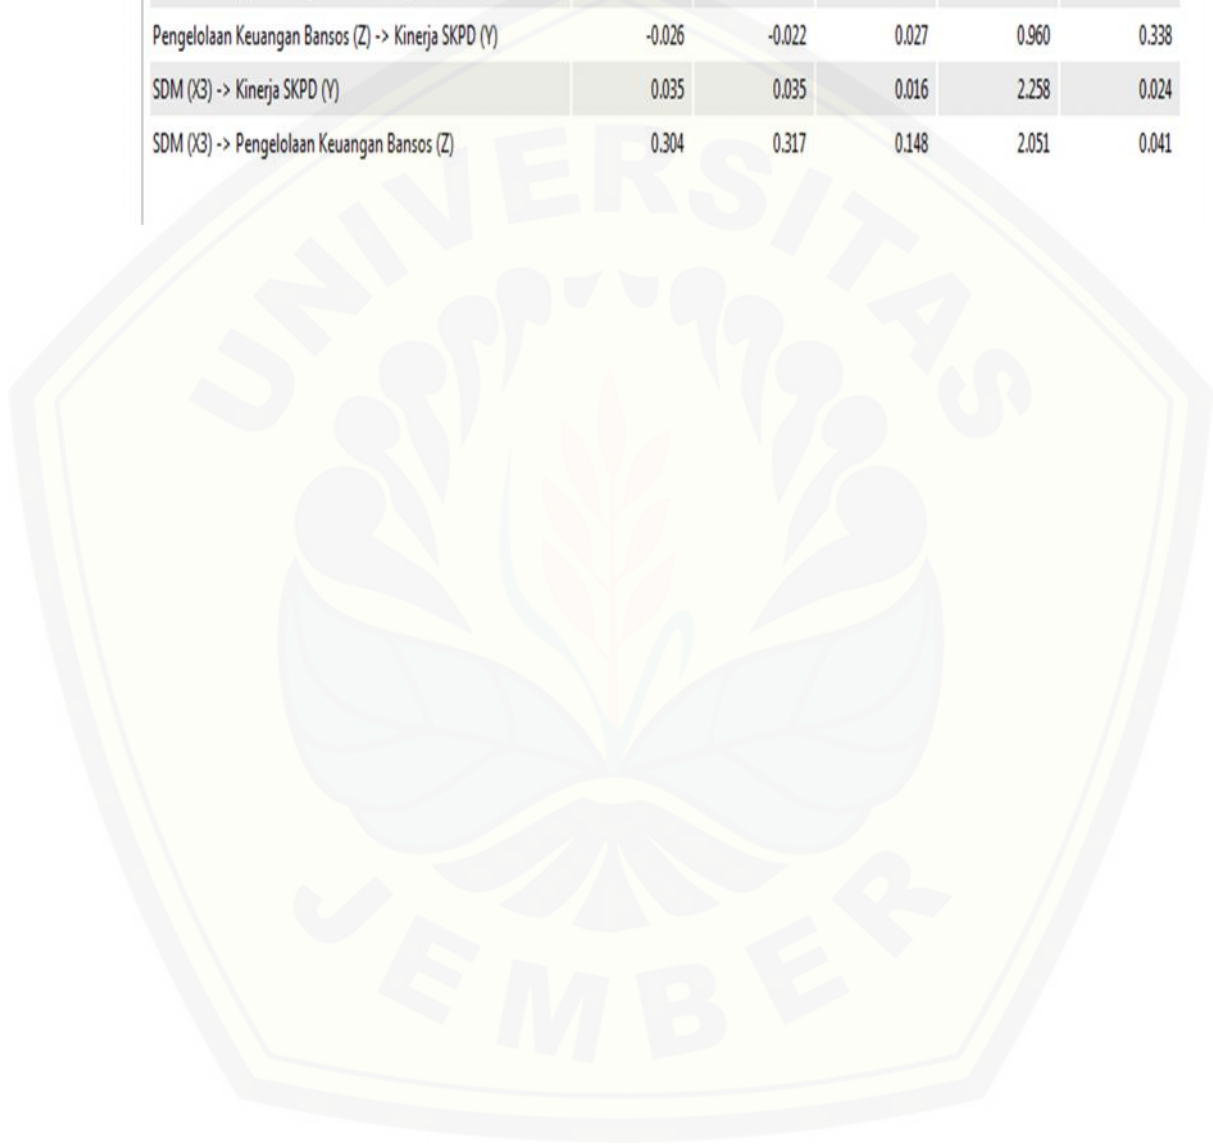 Pengelolaan Keuangan Bansos (Z) -> Kinerja SKPD (Y) -0.026 -0.022 0.027 0.960 0.338
SDM (X3) -> Kinerja SKPD (Y) 0.035 0.035 0.016 2.258 0.024
SDM (X3) -> Pengelolaan Keuangan Bansos (Z) 0.304 0.317 0.148 2.051 0.041
UNIVERSITAS
JEMBER